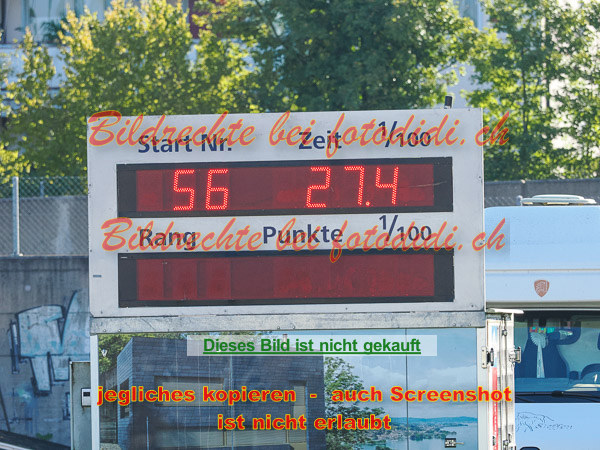 Bildrechte bei fotodidi.ch
Start Nr. Zeit 1/100
56 27.4
Rang Punkte 1/100
Bildrechte bei fotodidi.ch
Dieses Bild ist nicht gekauft
jegliches kopieren - auch Screenshot
ist nicht erlaubt